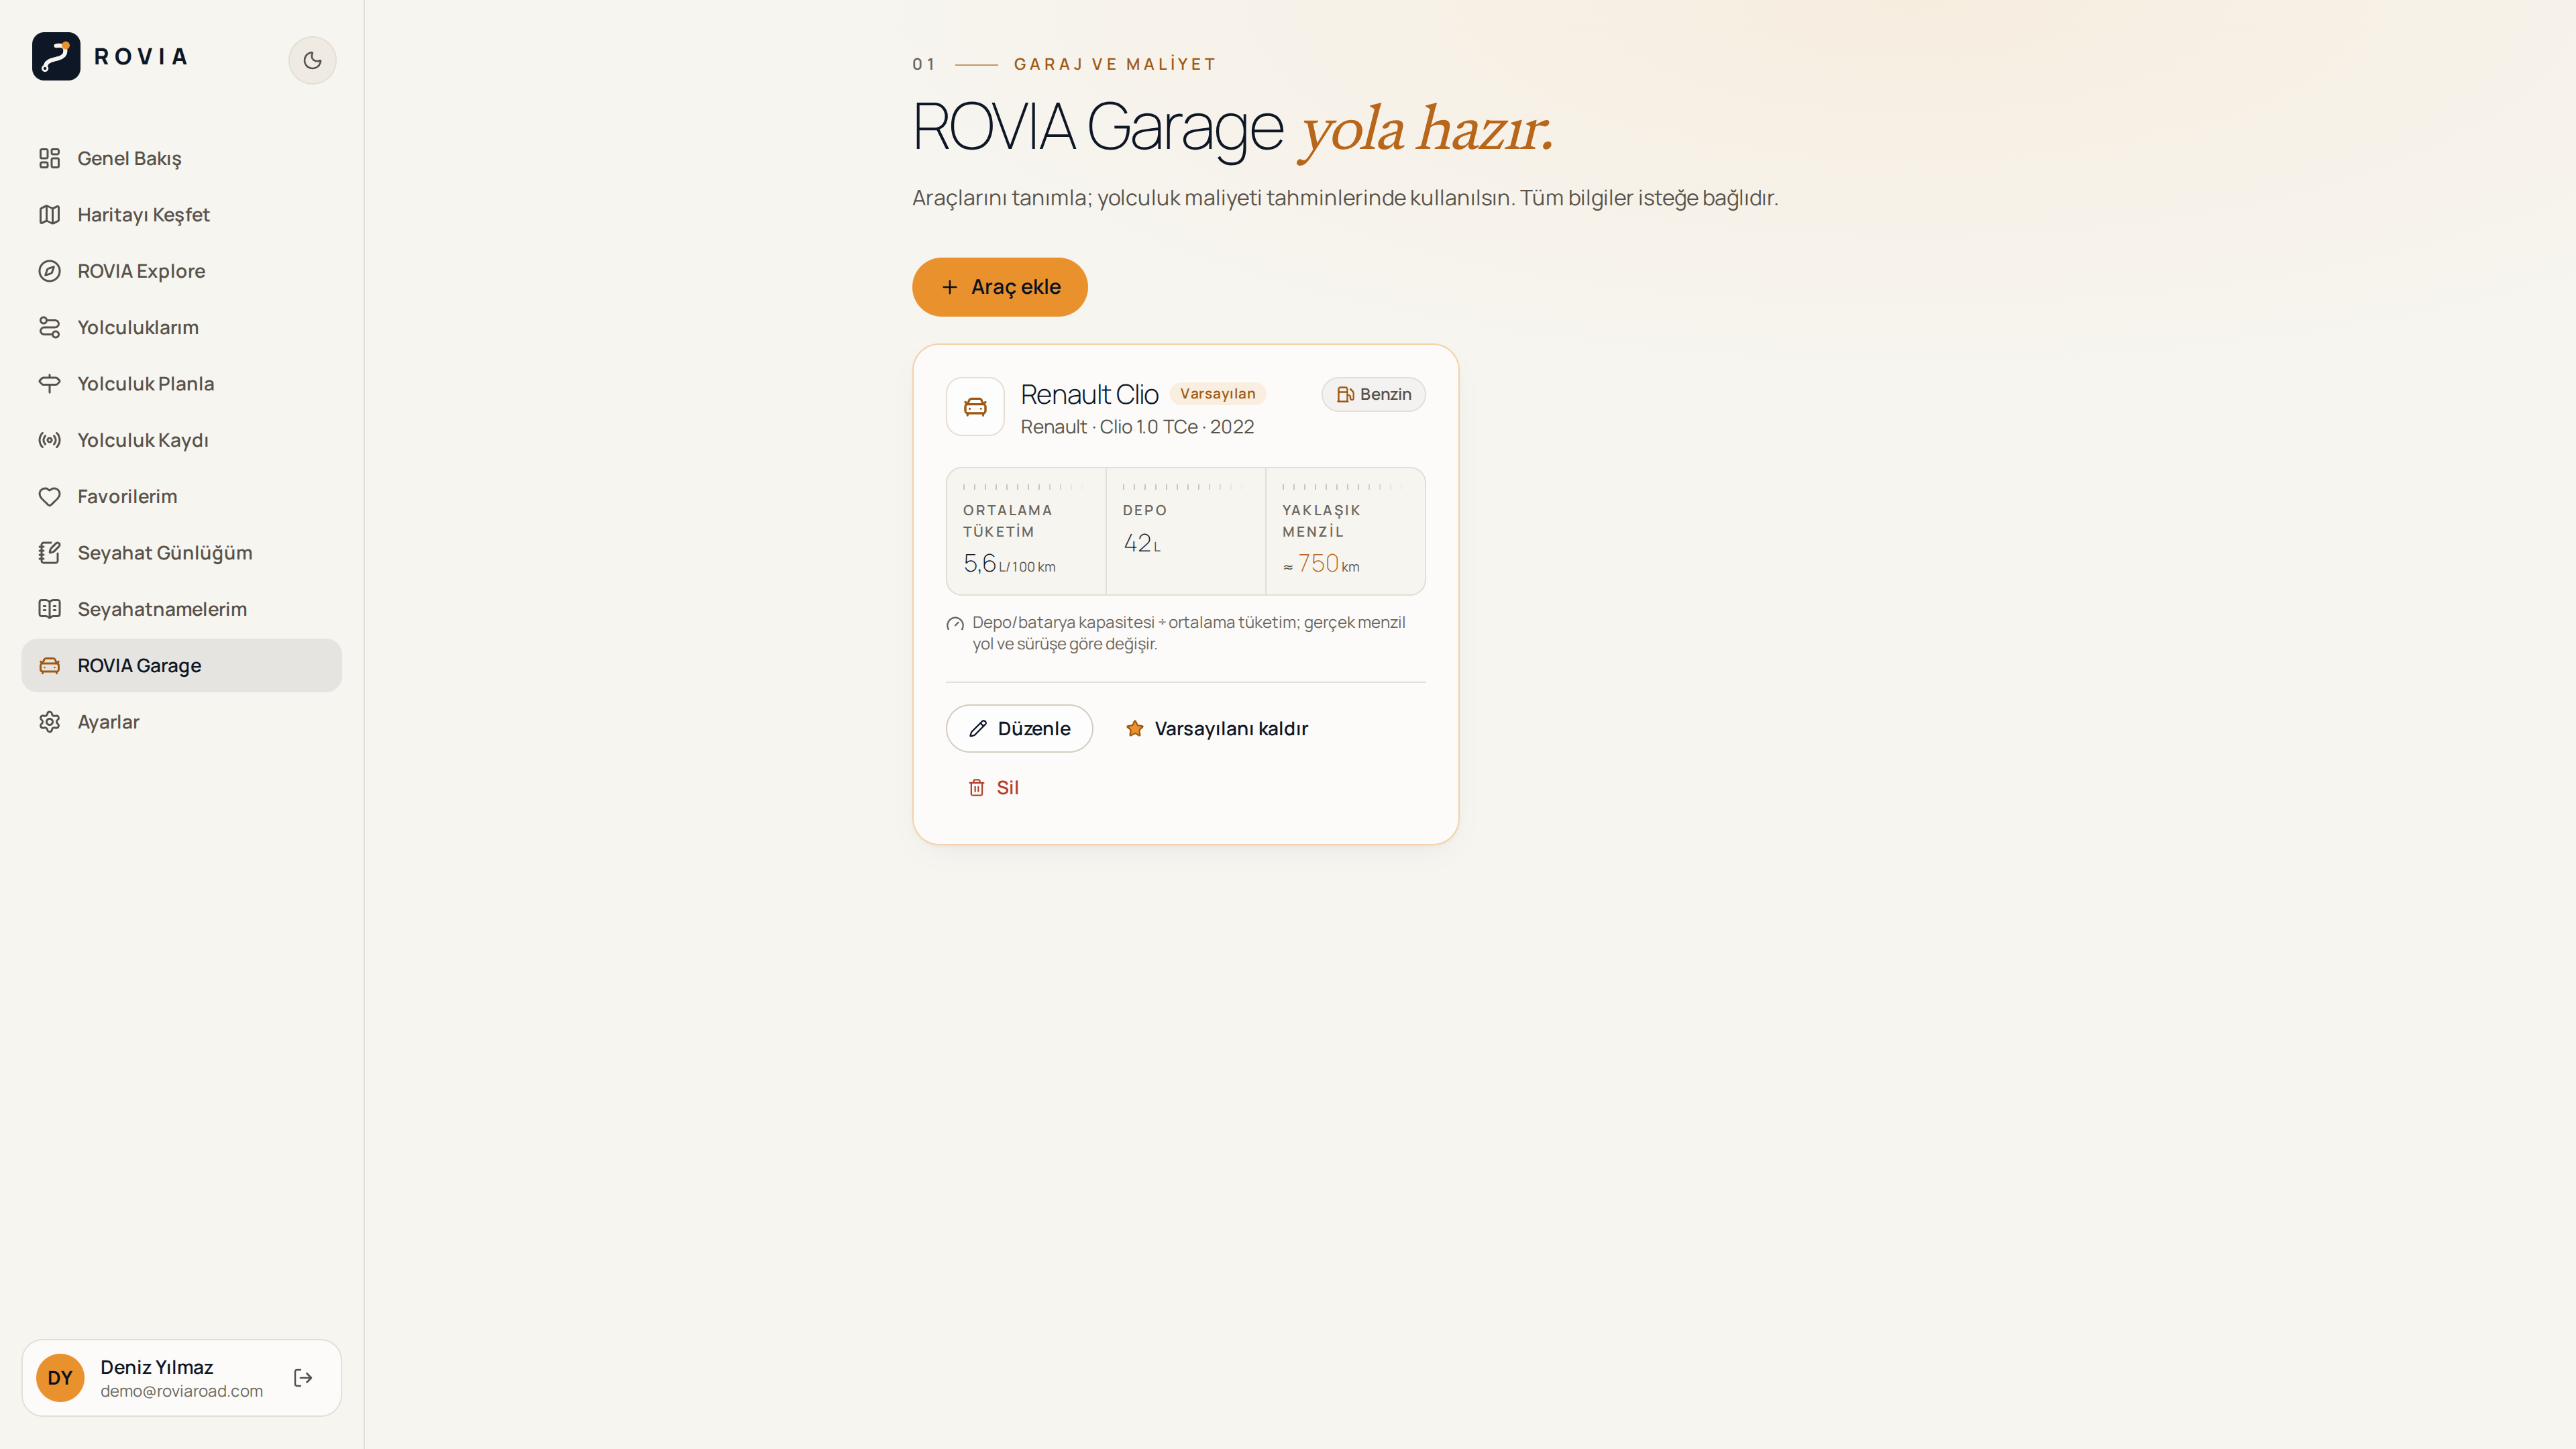 ROVIA
Genel Bakış
Haritayı Keşfet
ROVIA Explore
Yolculuklarım
Yolculuk Planla
Yolculuk Kaydı
Favorilerim
Seyahat Günlüğüm
Seyahatnamelerim
ROVIA Garage
Ayarlar
DY
Deniz Yılmaz
demo@roviaroad.com
01 GARAJ VE MALİYET
ROVIA Garage yola hazır.
Araçlarını tanımla; yolculuk maliyeti tahminlerinde kullanılsın. Tüm bilgiler isteğe bağlıdır.
Araç ekle
Renault Clio Varsayılan Benzin
Renault · Clio 1.0 TCe · 2022
ORTALAMA
TÜKETİM
5,6 L/100 km
DEPO
42 L
YAKLAŞIK
MENZİL
≈ 750 km
Depo/batarya kapasitesi ÷ ortalama tüketim; gerçek menzil
yol ve sürüşe göre değişir.
Düzenle
Varsayılanı kaldır
Sil